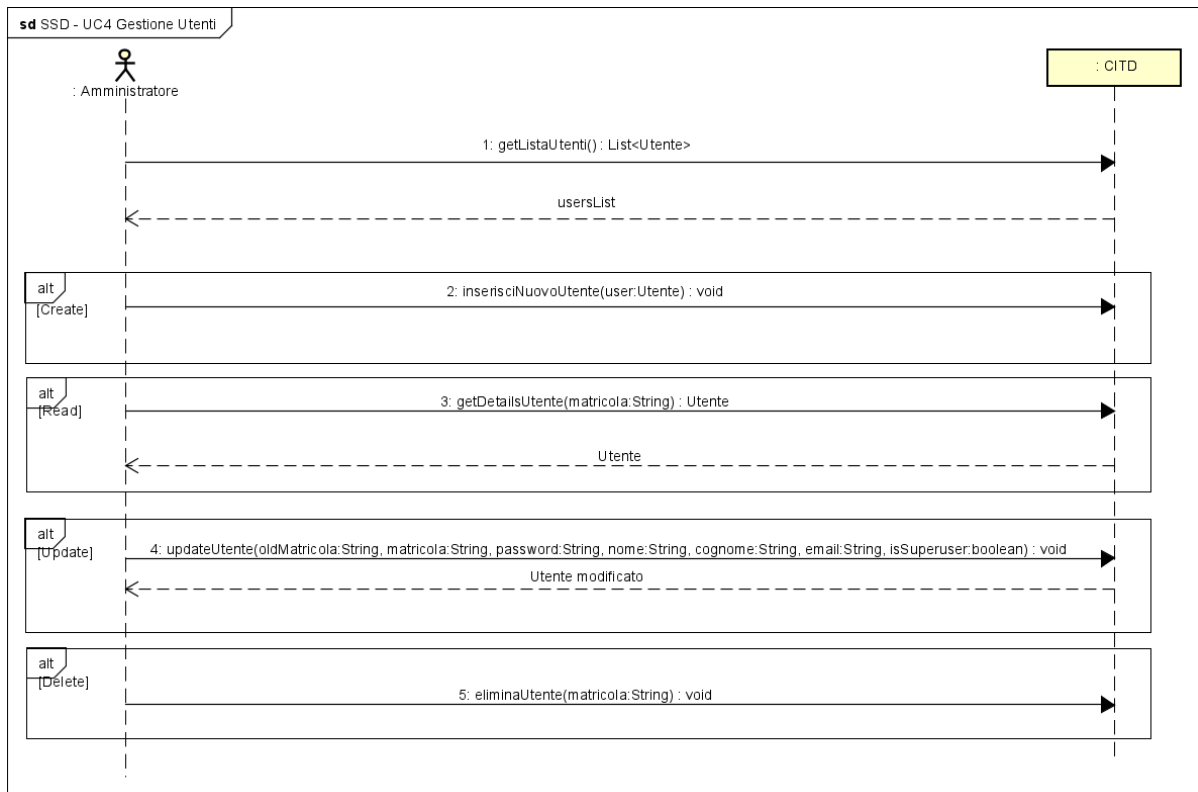 sd SSD - UC4 Gestione Utenti
: Amministratore
: CITD
1: getListaUtenti() : List<Utente>
usersList
alt
[Create]
2: inserisciNuovoUtente(user:Utente) : void
alt
[Read]
3: getDetailsUtente(matricola:String) : Utente
Utente
alt
[Update]
4: updateUtente(oldMatricola:String, matricola:String, password:String, nome:String, cognome:String, email:String, isSuperuser:boolean) : void
Utente modificato
alt
[Delete]
5: eliminaUtente(matricola:String) : void